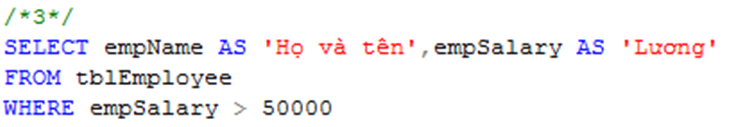 /*3*/
SELECT empName AS 'Họ và tên',empSalary AS 'Lương'
FROM tblEmployee
WHERE empSalary > 50000